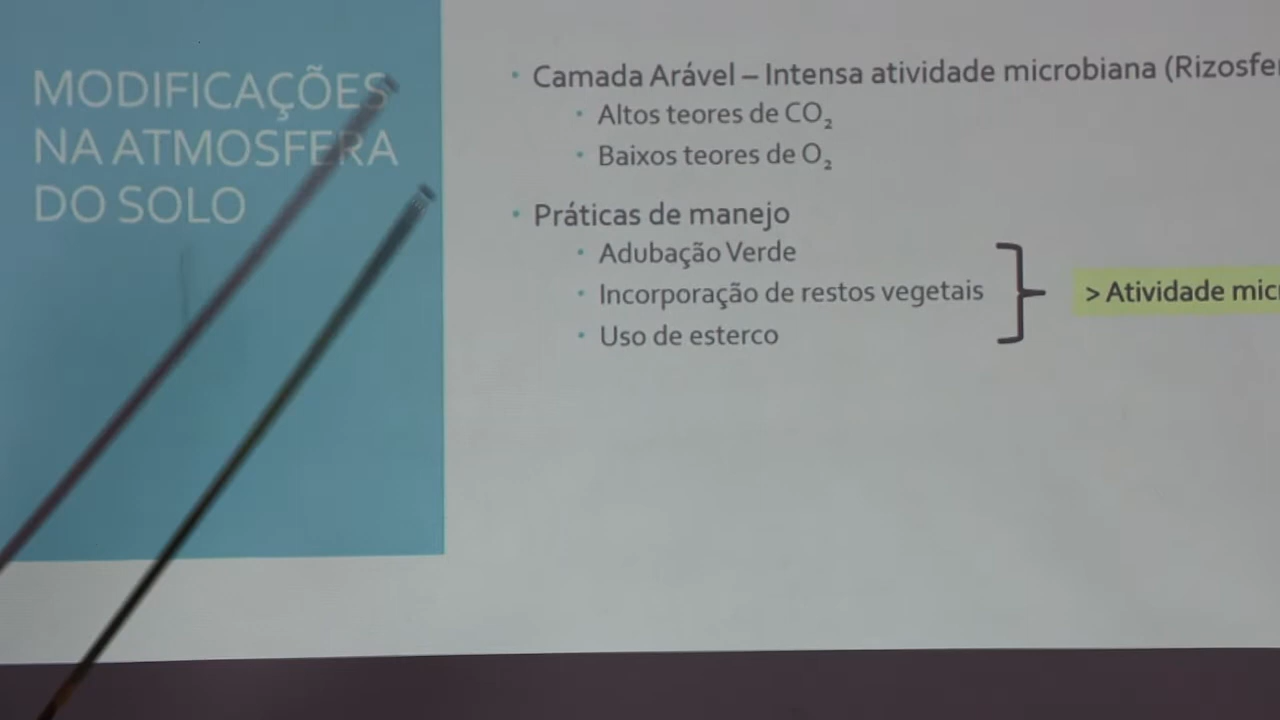 MODIFICAÇÕES
NA ATMOSFERA
DO SOLO
• Camada Arável – Intensa atividade microbiana
• Altos teores de CO₂
• Baixos teores de O₂
• Práticas de manejo
• Adubação Verde
• Incorporação de restos vegetais
• Uso de esterco
> Atividade